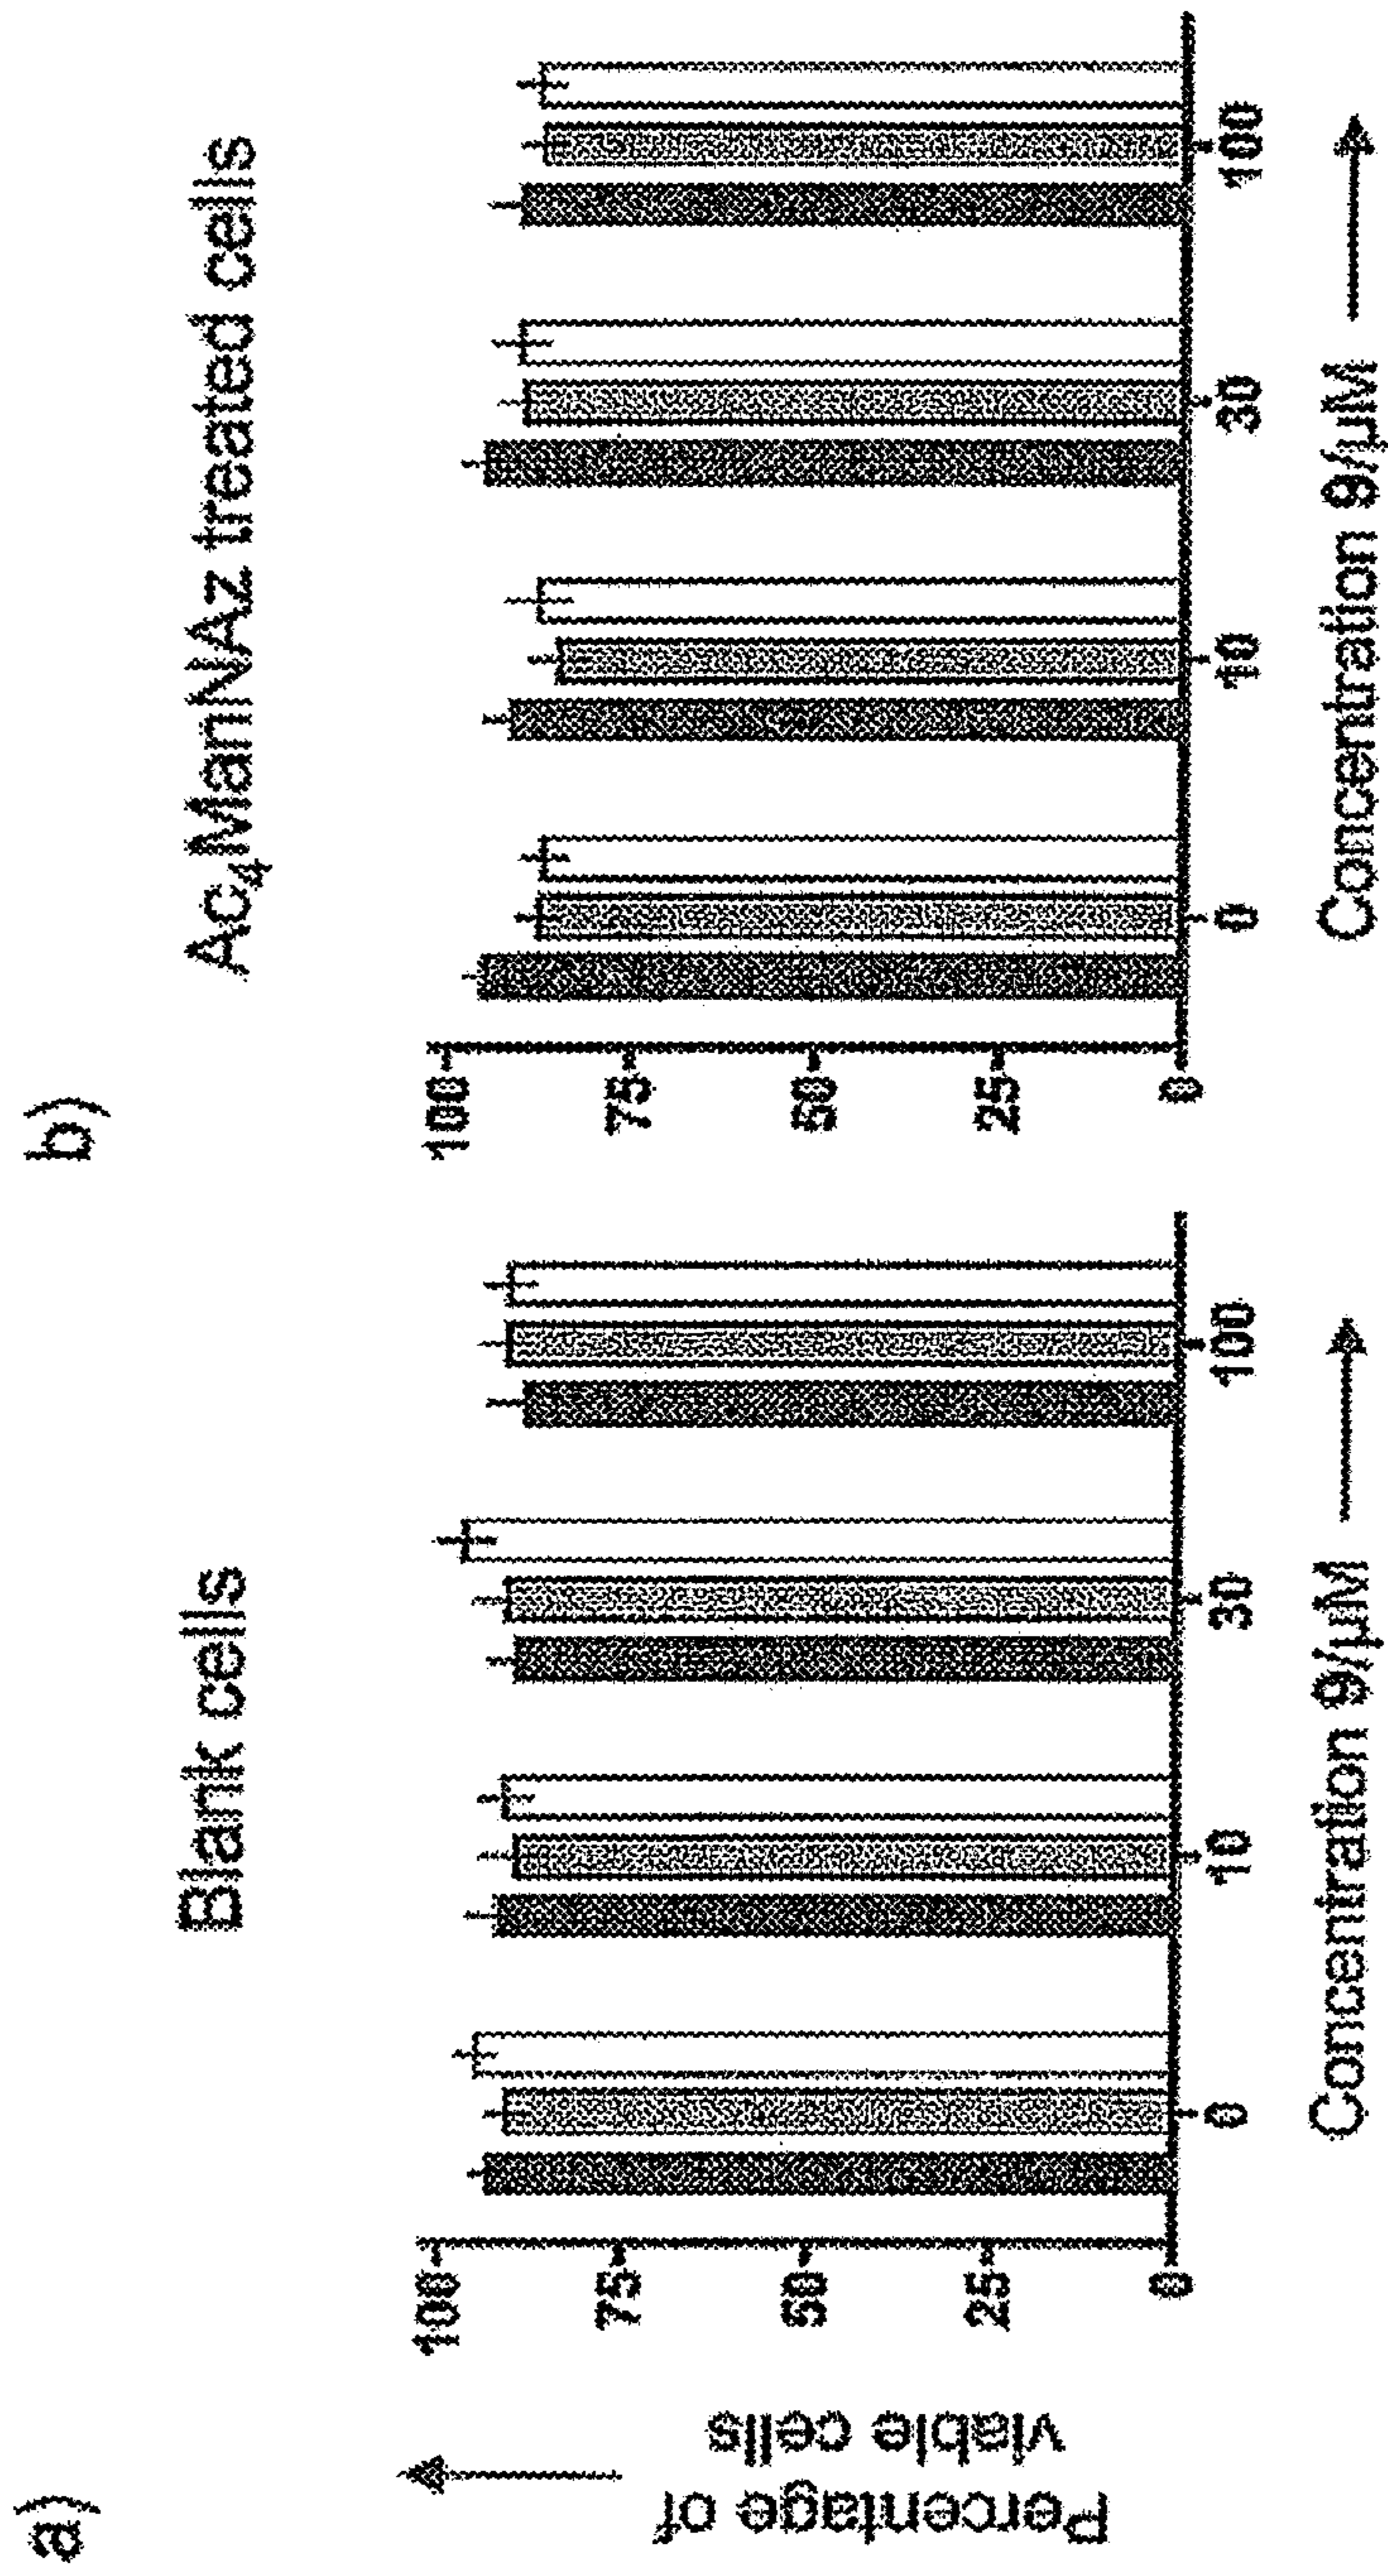 a)
Blank cells
Percentage of
viable cells
100
75
50
25
0
0 10 30 100
Concentration 9/µM
b)
Ac₄ManNAz treated cells
100
75
50
25
0
0 10 30 100
Concentration 9/µM